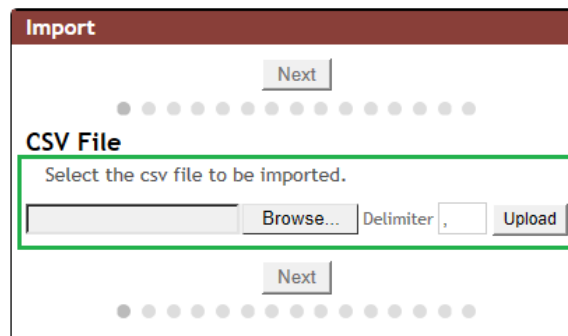 Import
Next
CSV File
Select the csv file to be imported.
Browse... Delimiter , Upload
Next